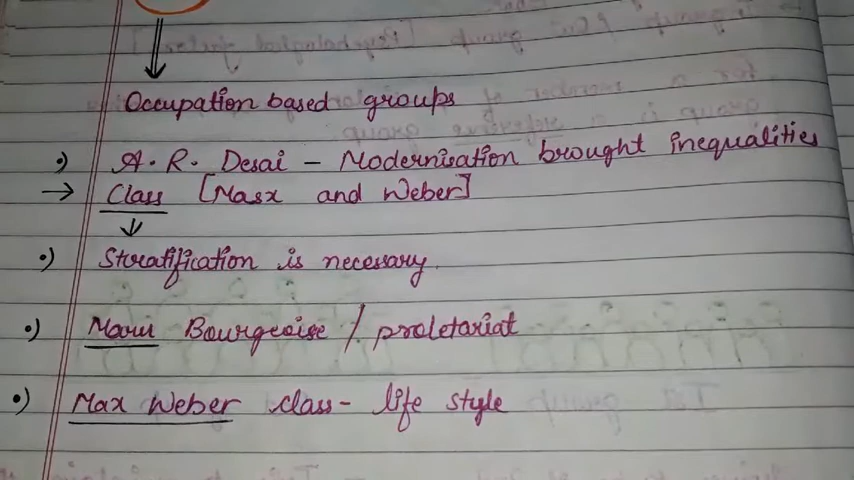 Occupation based groups
•) A. R. Desai - Modernisation brought inequalities
→ Class [Marx and Weber]
•) Stratification is necessary.
•) Marx Bourgeoise / proletariat
•) Max Weber class - life style